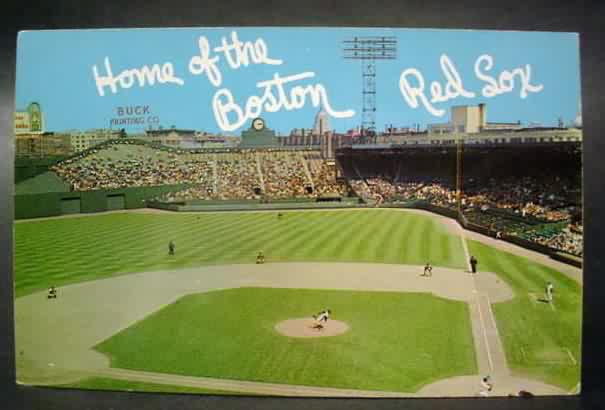 Home of the
Boston Red Sox
BUCK
PRINTING CO.